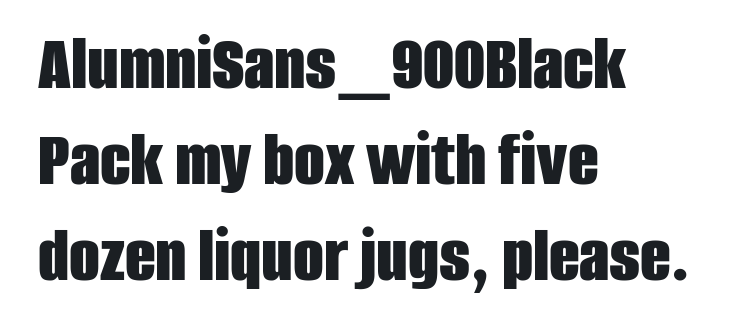 AlumniSans_900Black
Pack my box with five
dozen liquor jugs, please.